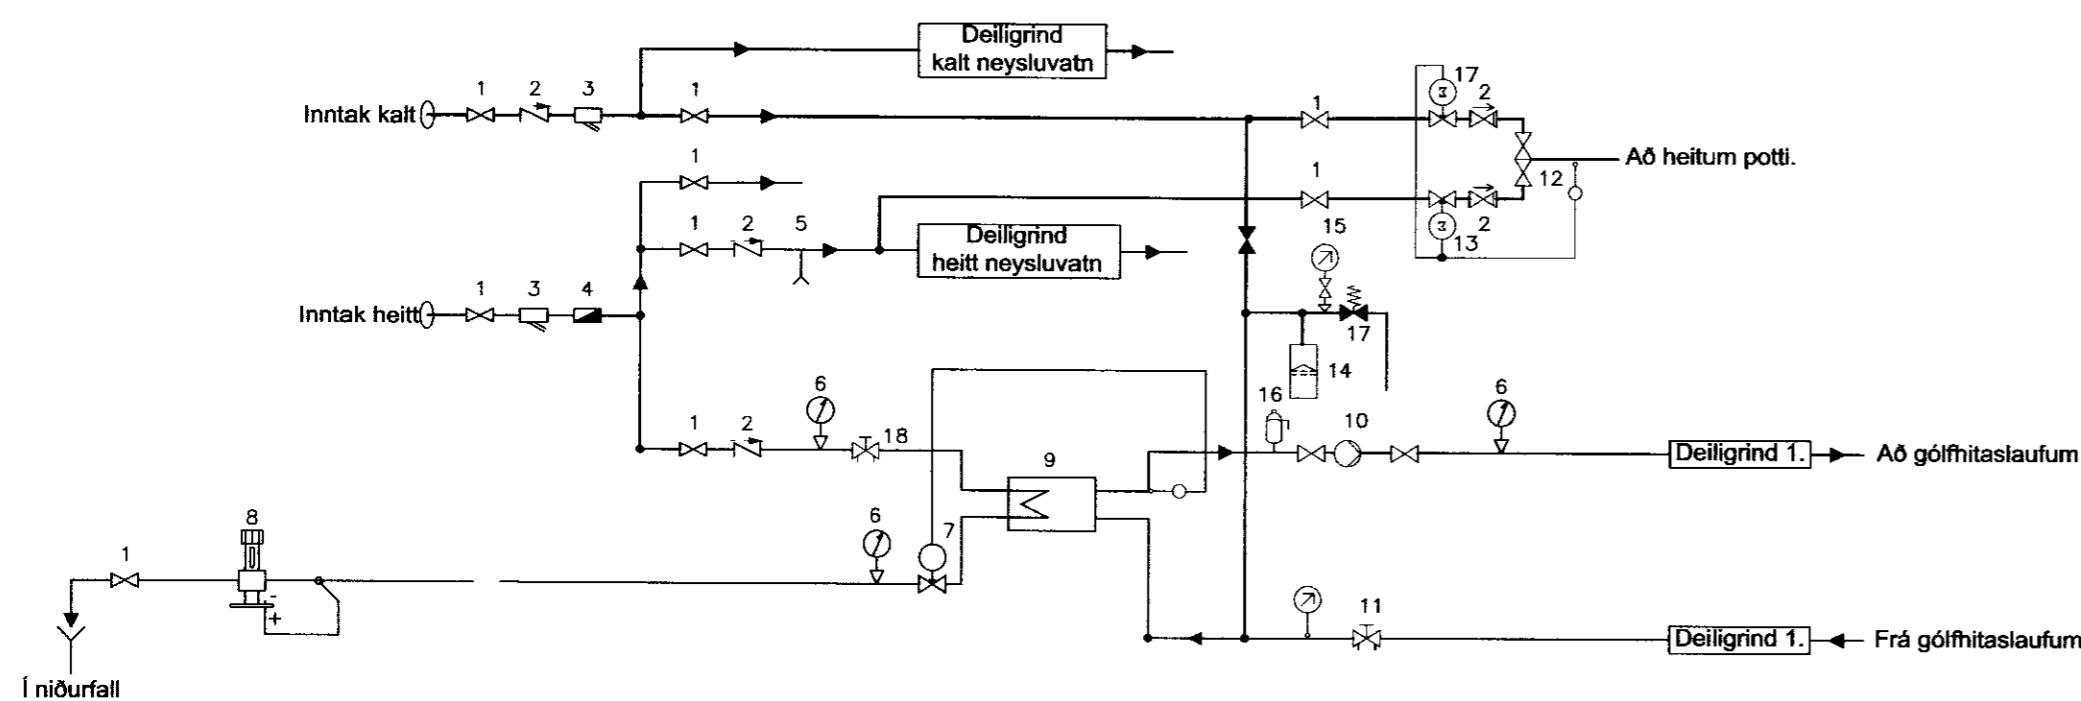 Deiligrind
kalt neysluvatn
1 2 3 1 1 17 2
Inntak kalt
1 1 12 Að heitum potti.
1 2 5 15 2
Deiligrind
heitt neysluvatn
13
1 3 4
Inntak heitt
17
14
6 16 6
1 2 18 10
9 Deiligrind 1. Að gólfhitaslaufum
8 6 7
1
- 
+ 11
Deiligrind 1. Frá gólfhitaslaufum
Í niðurfall